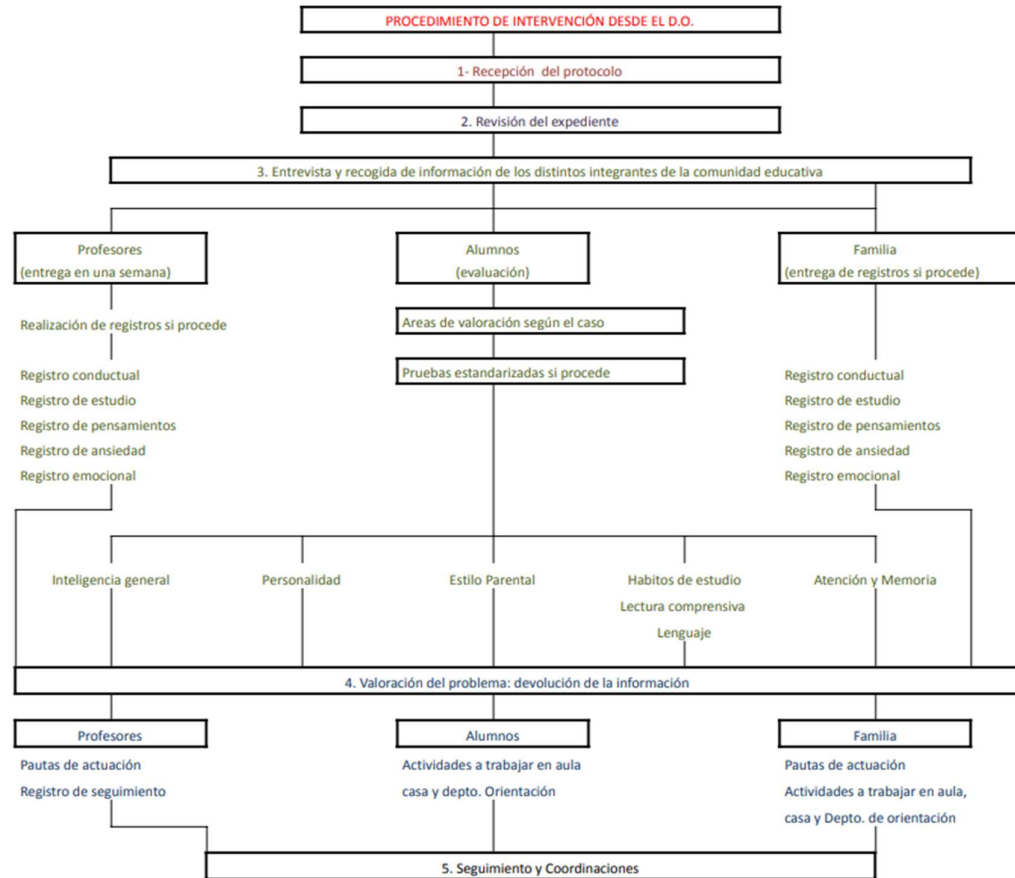 PROCEDIMIENTO DE INTERVENCIÓN DESDE EL D.O.
1- Recepción del protocolo
2. Revisión del expediente
3. Entrevista y recogida de información de los distintos integrantes de la comunidad educativa
Profesores
(entrega en una semana)
Alumnos
(evaluación)
Familia
(entrega de registros si procede)
Realización de registros si procede
Areas de valoración según el caso
Pruebas estandarizadas si procede
Registro conductual
Registro de estudio
Registro de pensamientos
Registro de ansiedad
Registro emocional
Registro conductual
Registro de estudio
Registro de pensamientos
Registro de ansiedad
Registro emocional
Inteligencia general
Personalidad
Estilo Parental
Habitos de estudio
Lectura comprensiva
Lenguaje
Atención y Memoria
4. Valoración del problema: devolución de la información
Profesores
Pautas de actuación
Registro de seguimiento
Alumnos
Actividades a trabajar en aula
casa y depto. Orientación
Familia
Pautas de actuación
Actividades a trabajar en aula,
casa y Depto. de orientación
5. Seguimiento y Coordinaciones